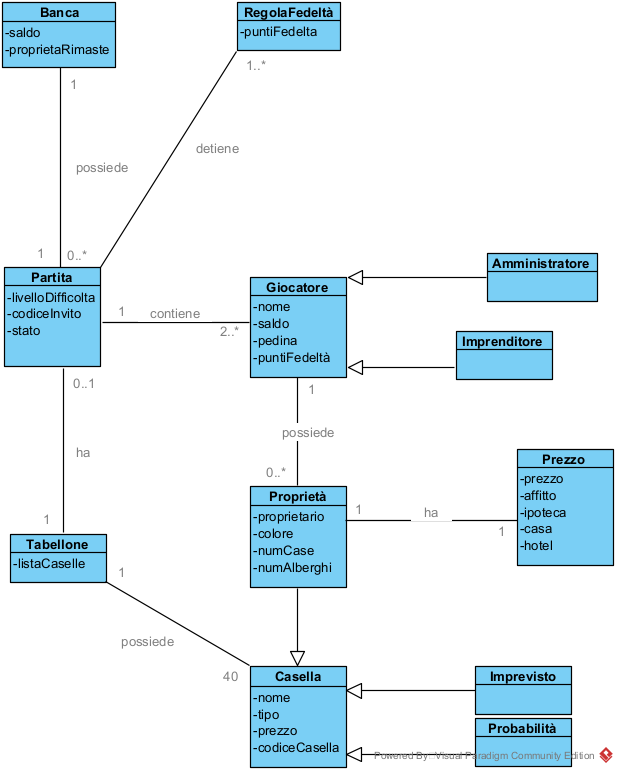 Banca
-saldo
-proprietaRimaste
RegolaFedeltà
-puntiFedelta
1
1..*
possiede
detiene
1
0..*
Partita
-livelloDifficolta
-codiceInvito
-stato
1
contiene
2..*
Giocatore
-nome
-saldo
-pedina
-puntiFedeltà
Amministratore
Imprenditore
0..1
1
ha
possiede
0..*
Proprietà
-proprietario
-colore
-numCase
-numAlberghi
1
ha
1
Prezzo
-prezzo
-affitto
-ipoteca
-casa
-hotel
1
Tabellone
-listaCaselle
1
possiede
40
Casella
-nome
-tipo
-prezzo
-codiceCasella
Imprevisto
Probabilità
Powered By: Visual Paradigm Community Edition